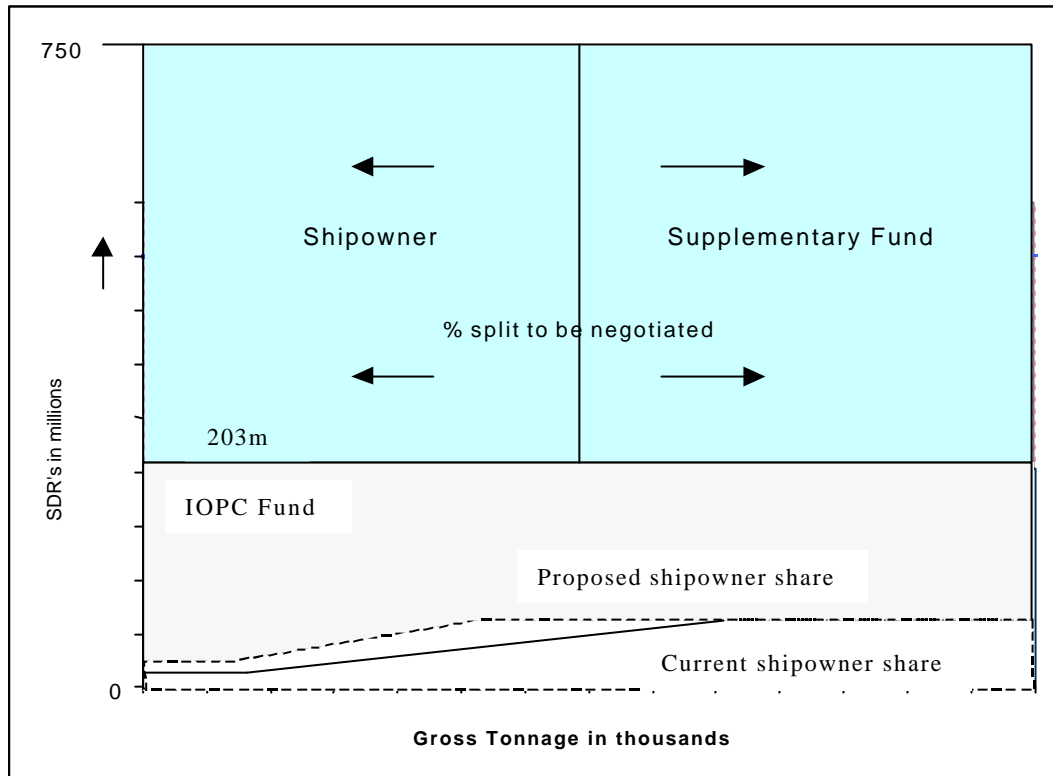 750
Shipowner Supplementary Fund
% split to be negotiated
SDR's in millions
203m
IOPC Fund
Proposed shipowner share
Current shipowner share
0
Gross Tonnage in thousands